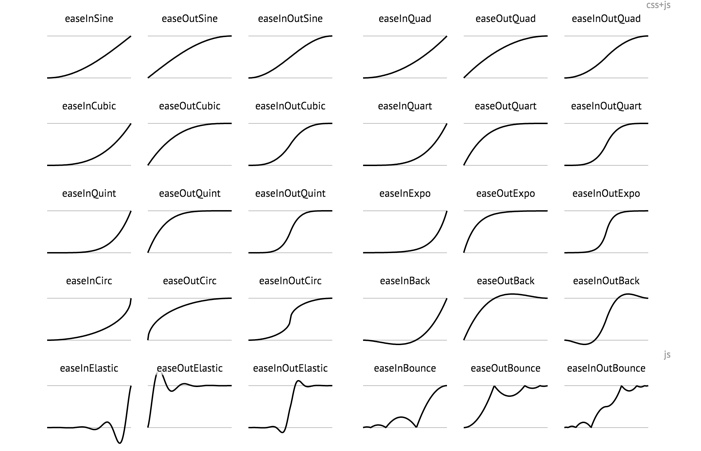 css+js
easeInSine easeOutSine easeInOutSine easeInQuad easeOutQuad easeInOutQuad
easeInCubic easeOutCubic easeInOutCubic easeInQuart easeOutQuart easeInOutQuart
easeInQuint easeOutQuint easeInOutQuint easeInExpo easeOutExpo easeInOutExpo
easeInCirc easeOutCirc easeInOutCirc easeInBack easeOutBack easeInOutBack
js
easeInElastic easeOutElastic easeInOutElastic easeInBounce easeOutBounce easeInOutBounce